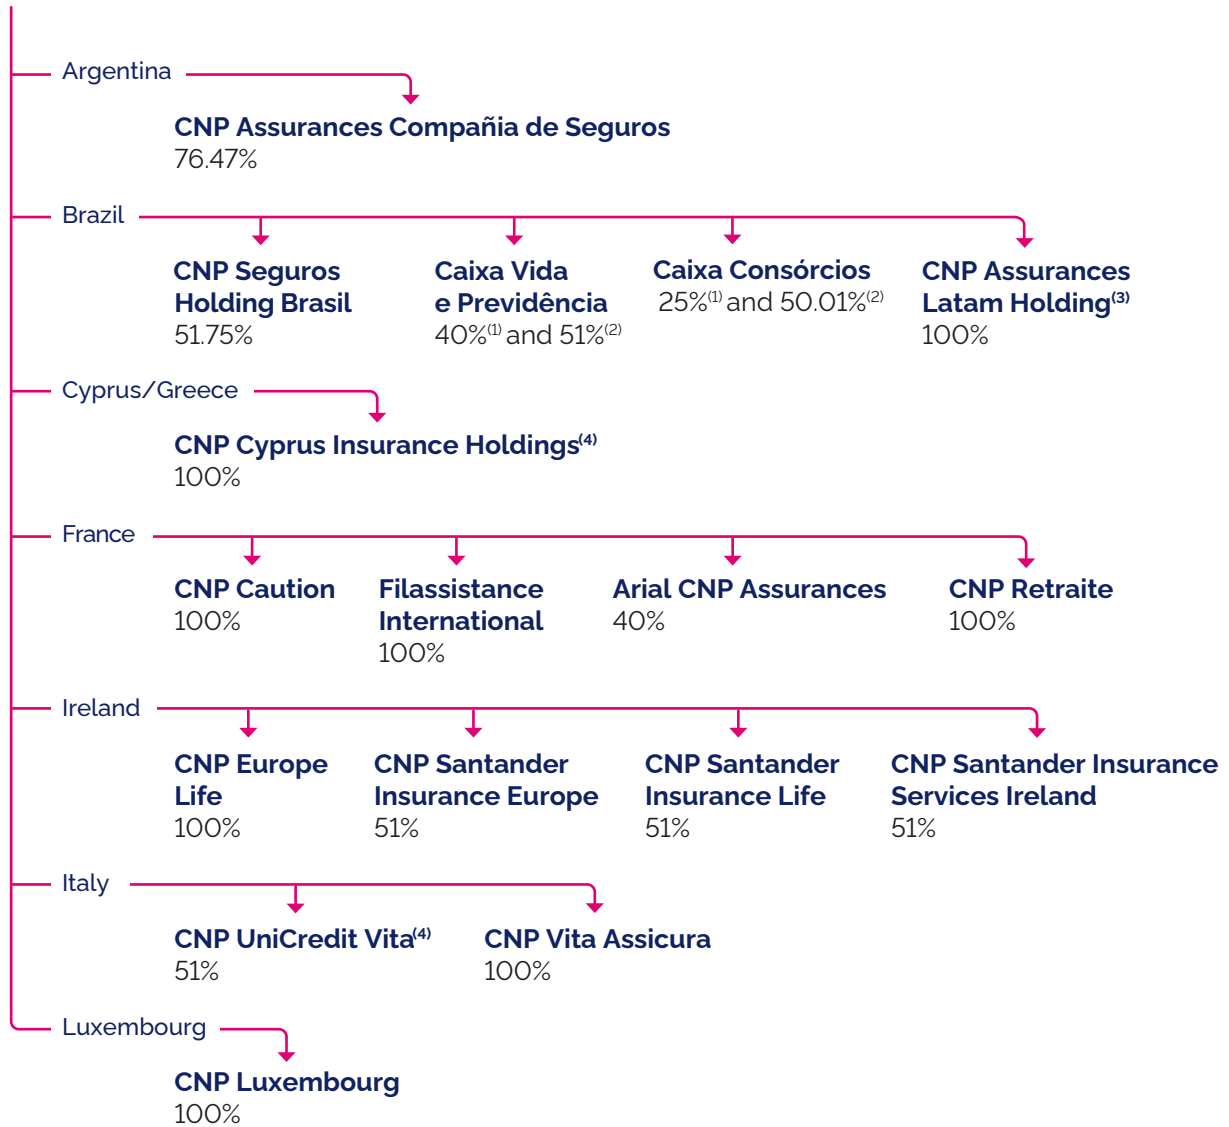 Argentina
CNP Assurances Compañia de Seguros
76.47%
Brazil
CNP Seguros
Holding Brasil
51.75%
Caixa Vida
e Previdência
40%(1) and 51%(2)
Caixa Consórcios
25%(1) and 50.01%(2)
CNP Assurances
Latam Holding(3)
100%
Cyprus/Greece
CNP Cyprus Insurance Holdings(4)
100%
France
CNP Caution
100%
Filassistance
International
100%
Arial CNP Assurances
40%
CNP Retraite
100%
Ireland
CNP Europe
Life
100%
CNP Santander
Insurance Europe
51%
CNP Santander
Insurance Life
51%
CNP Santander Insurance
Services Ireland
51%
Italy
CNP UniCredit Vita(4)
51%
CNP Vita Assicura
100%
Luxembourg
CNP Luxembourg
100%